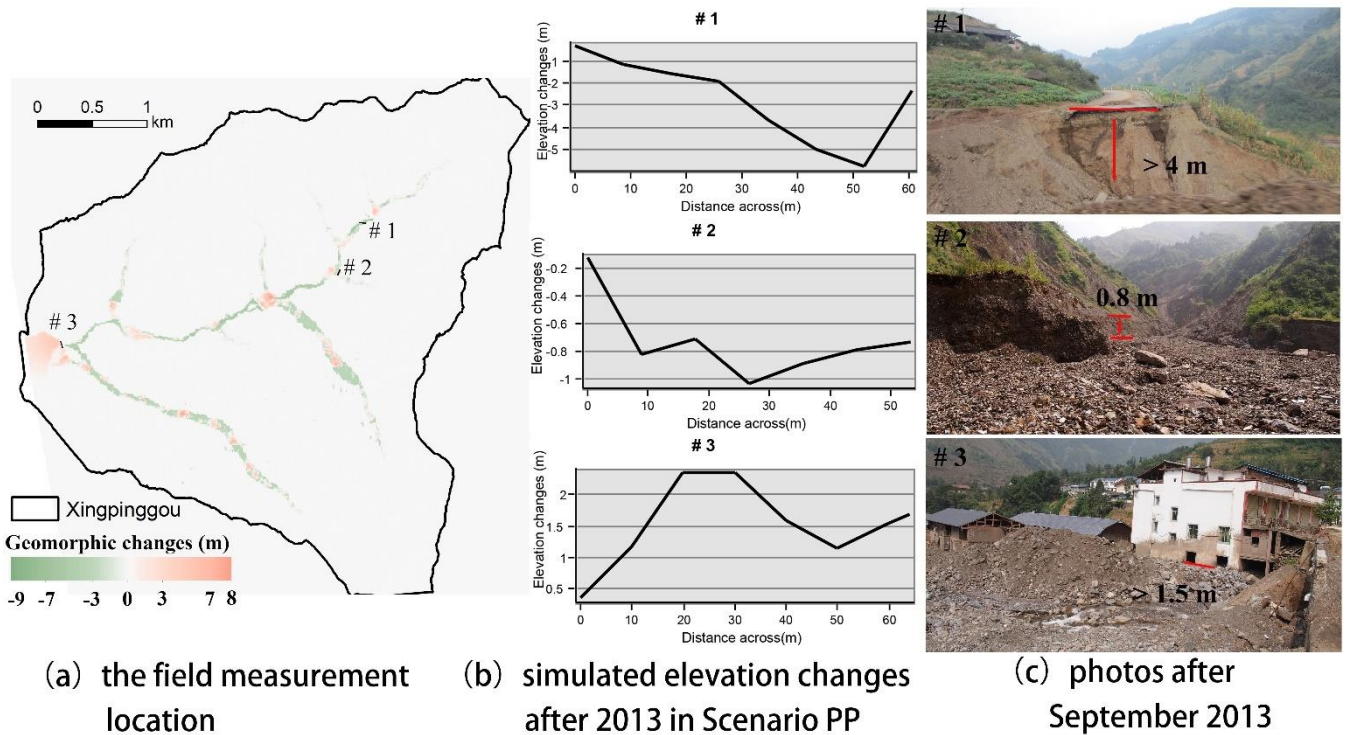 0 0.5 1
km
# 1
# 2
# 3
Xingpinggou
Geomorphic changes (m)
-9 -7 -3 0 3 7 8
(a) the field measurement
location
# 1
Elevation changes (m)
-1
-2
-3
-4
-5
0 10 20 30 40 50 60
Distance across(m)
# 2
Elevation changes (m)
-0.2
-0.4
-0.6
-0.8
-1
0 10 20 30 40 50
Distance across(m)
# 3
Elevation changes (m)
2
1.5
1
0.5
0 10 20 30 40 50 60
Distance across(m)
(b) simulated elevation changes
after 2013 in Scenario PP
# 1
> 4 m
# 2
0.8 m
# 3
> 1.5 m
(c) photos after
September 2013